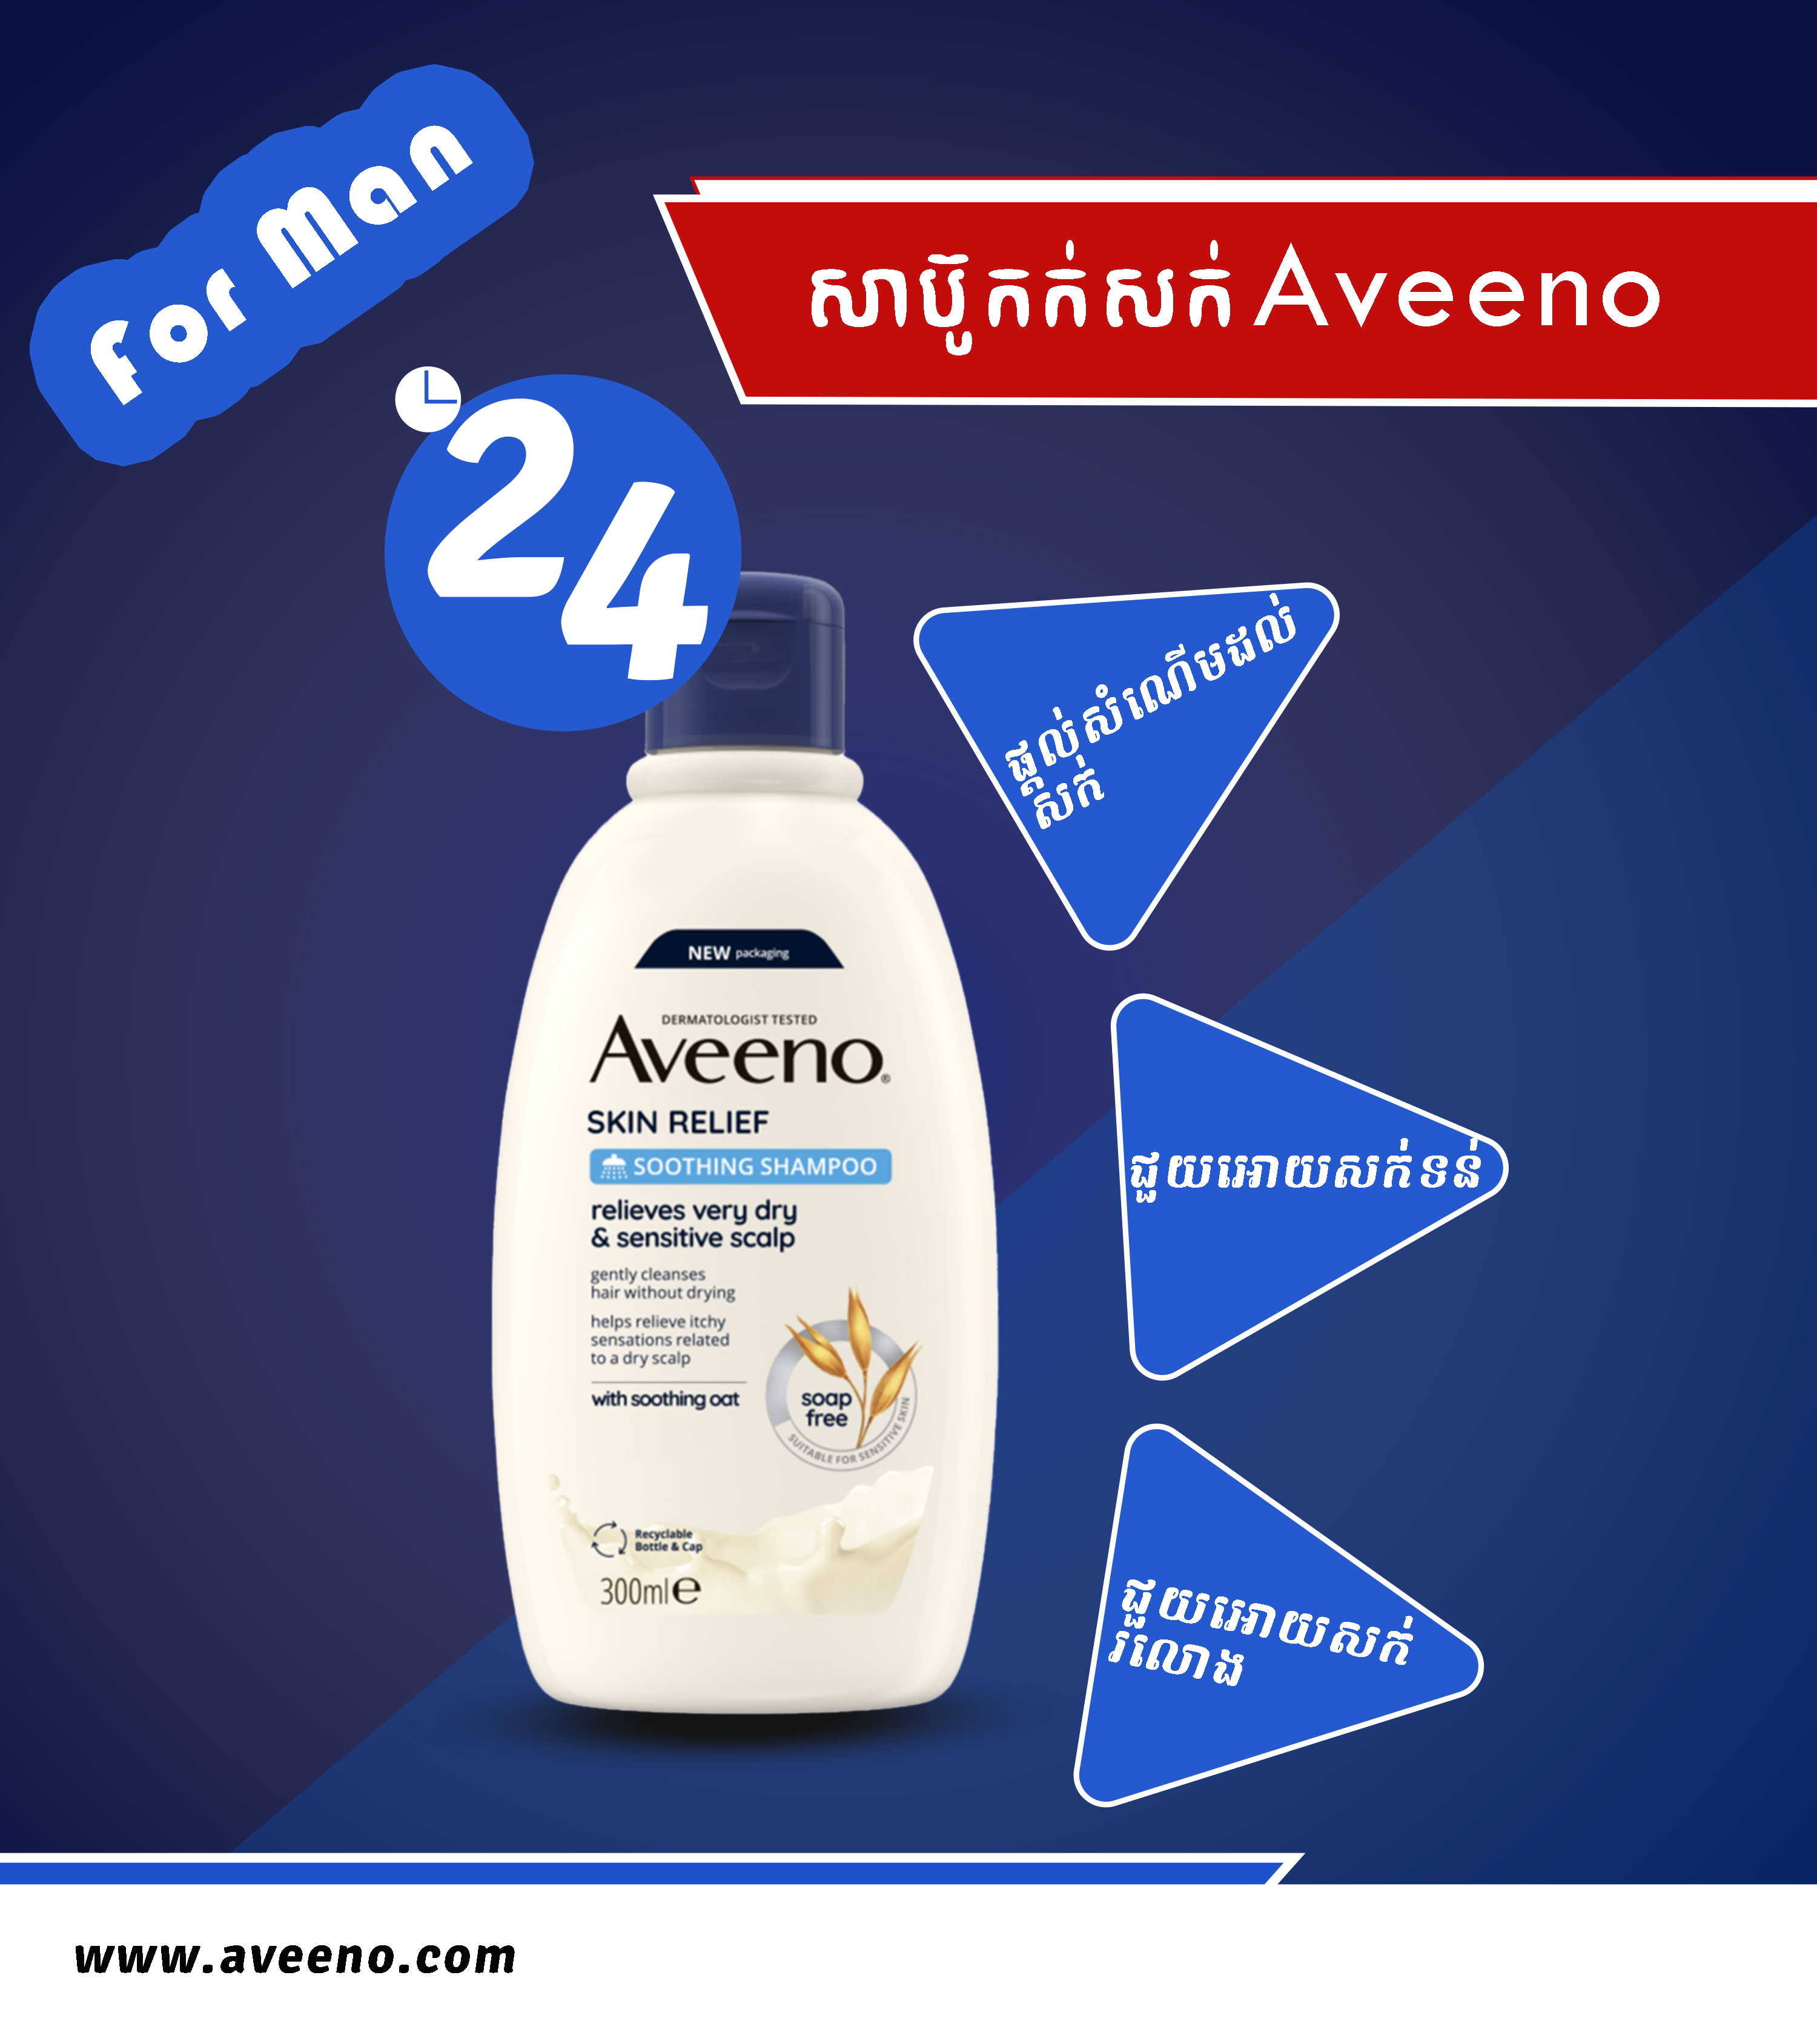 For Man
សាប៊ូកក់សក់ Aveeno
24
ផ្តល់សំណើមដល់
សក់
NEW packaging
DERMATOLOGIST TESTED
Aveeno®
SKIN RELIEF
SOOTHING SHAMPOO
relieves very dry
& sensitive scalp
gently cleanses
hair without drying
helps relieve itchy
sensations related
to a dry scalp
with soothing oat
soap
free
SUITABLE FOR SENSITIVE SKIN
Recyclable
Bottle & Cap
300ml℮
ជួយអោយសក់ទន់
ជួយអោយសក់
រលោង
www.aveeno.com